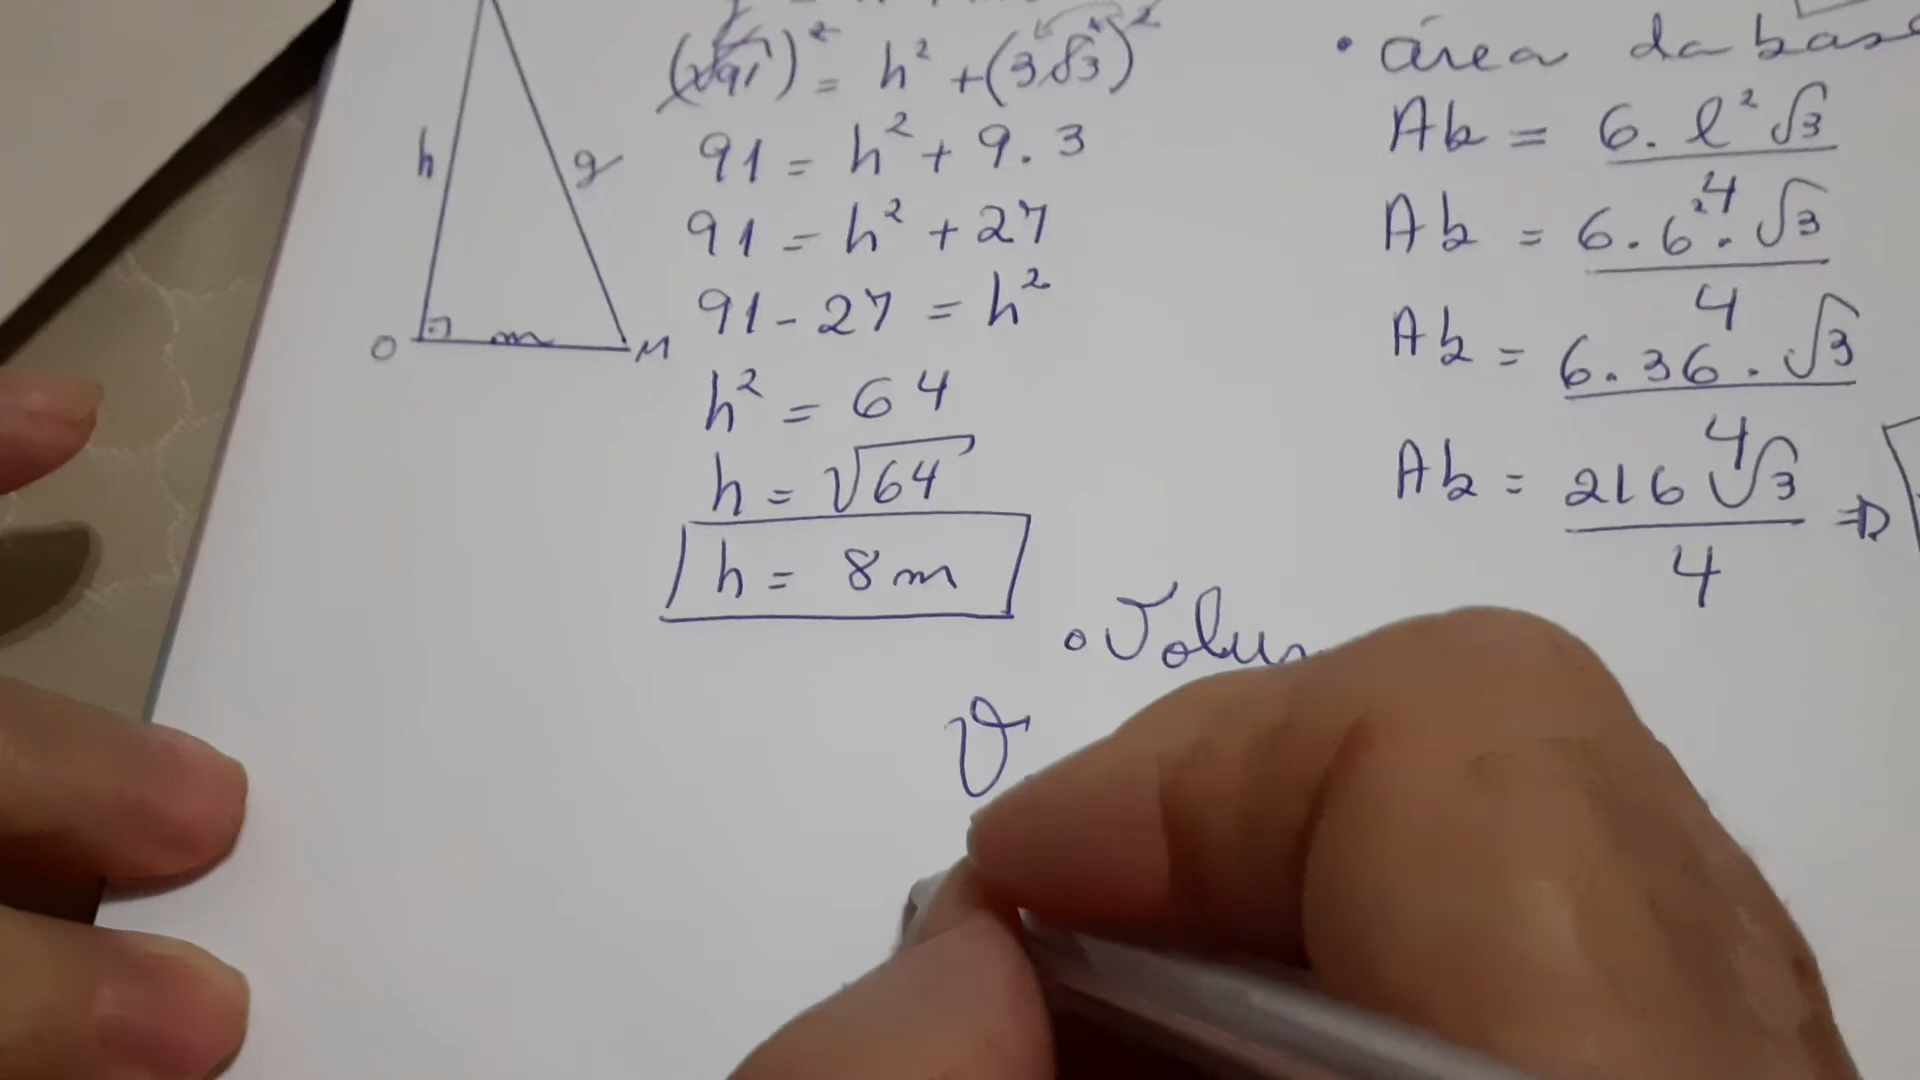 (√91)² = h² + (3√3)²
91 = h² + 9.3
91 = h² + 27
91 - 27 = h²
h² = 64
h = √64
h = 8m
h
g
O
m
M
• área da base
Ab = 6. l²√3
4
Ab = 6.6².√3
4
Ab = 6.36.√3
4
Ab = 216√3 ⇒
4
• Volum
V